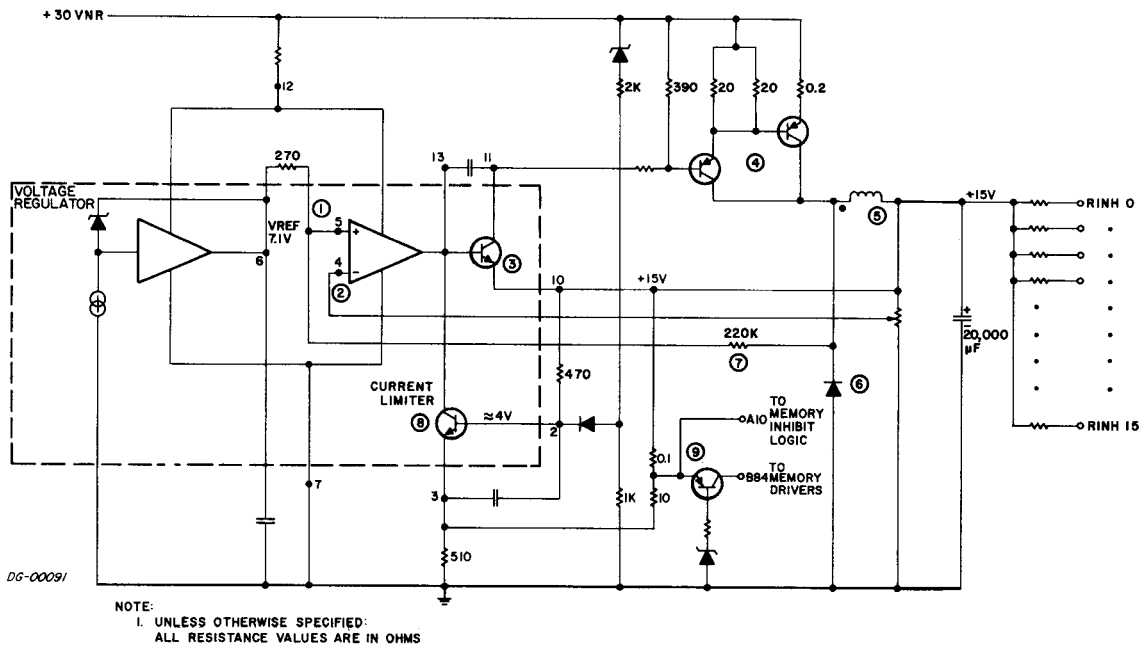 +30 VNR
12
2K
390
20
20
0.2
270
13
11
4
VOLTAGE
REGULATOR
1
VREF
7.1V
5
+
6
4
-
2
3
5
+15V
RINH 0
10
+15V
+
20,000
µF
220K
7
6
470
CURRENT
LIMITER
8
≈4V
2
TO
A10 MEMORY
INHIBIT
LOGIC
RINH 15
9
0.1
TO
B84 MEMORY
DRIVERS
7
3
1K
10
510
DG-00091
NOTE:
1. UNLESS OTHERWISE SPECIFIED:
ALL RESISTANCE VALUES ARE IN OHMS